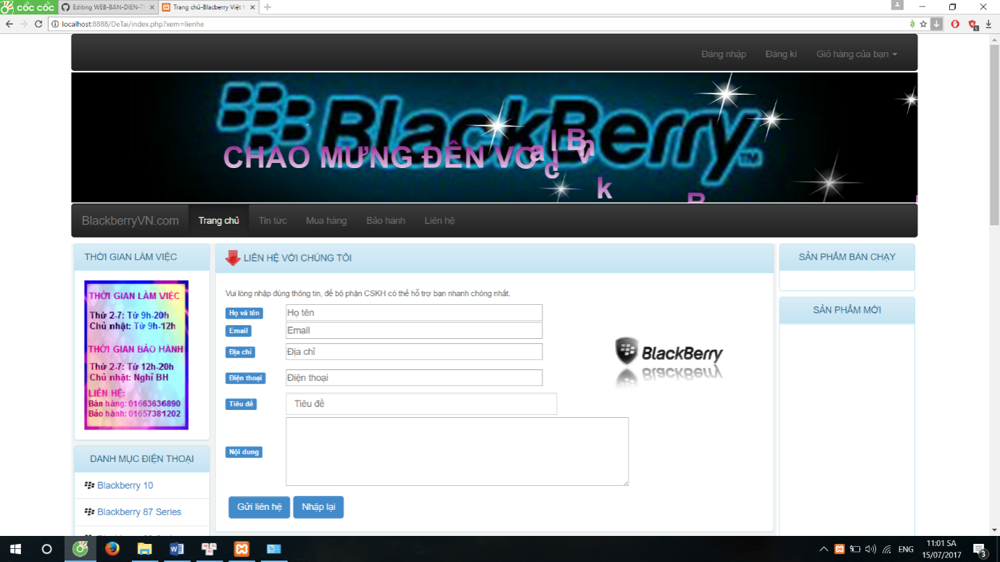 cốc cốc
Editing WEB-BAN-DIEN-T
Trang chủ-Blacberry Việt
localhost:8888/DeTai/index.php?xem=lienhe
Đăng nhập Đăng kí Giỏ hàng của bạn
BlackBerry TM
CHAO MƯNG ĐẾN VƠ
a l B n
c V
k
B
BlackberryVN.com Trang chủ Tin tức Mua hàng Bảo hành Liên hệ
THỜI GIAN LÀM VIỆC
THỜI GIAN LÀM VIỆC
Thứ 2-7: Từ 9h-20h
Chủ nhật: Từ 9h-12h
THỜI GIAN BẢO HÀNH
Thứ 2-7: Từ 12h-20h
Chủ nhật: Nghỉ BH
LIÊN HỆ:
Bán hàng: 01663636890
Bảo hành: 01657381202
DANH MỤC ĐIỆN THOẠI
Blackberry 10
Blackberry 87 Series
LIÊN HỆ VỚI CHÚNG TÔI
Vui lòng nhập đúng thông tin, để bộ phận CSKH có thể hỗ trợ bạn nhanh chóng nhất.
Họ và tên Họ tên
Email Email
Địa chỉ Địa chỉ
Điện thoại Điện thoại
Tiêu đề Tiêu đề
Nội dung
Gửi liên hệ Nhập lại
BlackBerry
SẢN PHẨM BÁN CHẠY
SẢN PHẨM MỚI
ENG
11:01 SA
15/07/2017
3